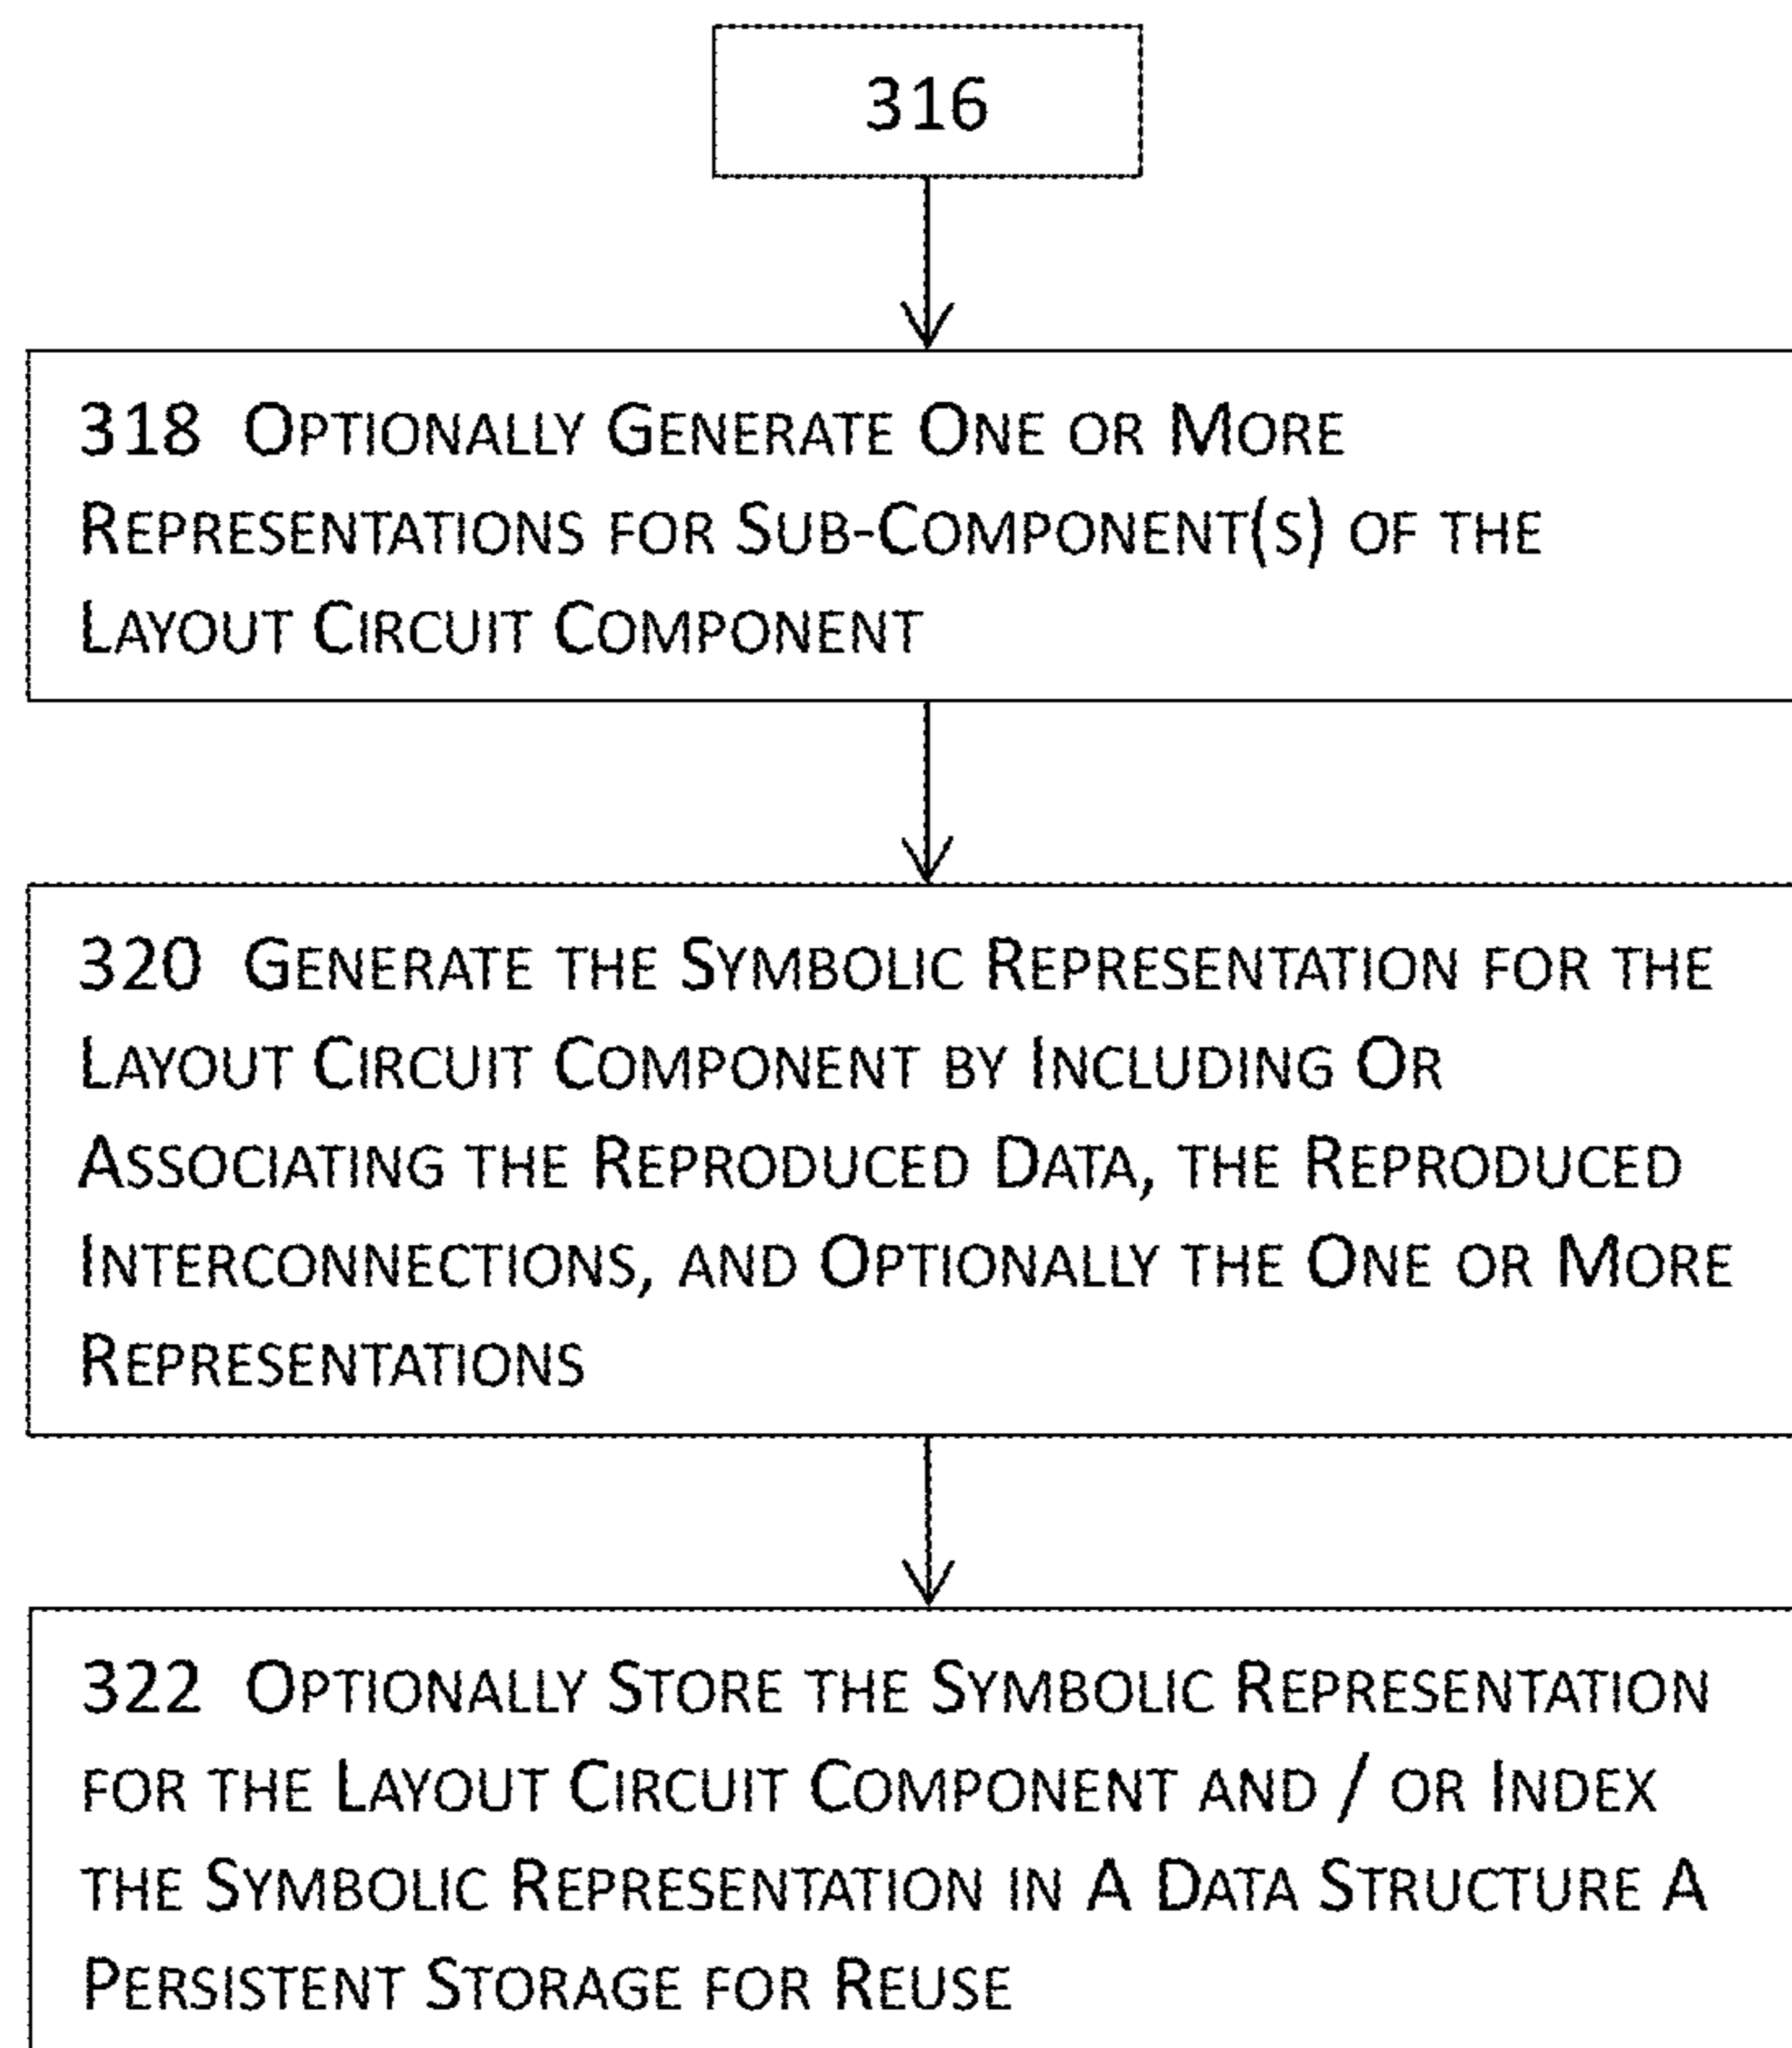 316
318 Optionally Generate One or More
Representations for Sub-Component(s) of the
Layout Circuit Component
320 Generate the Symbolic Representation for the
Layout Circuit Component by Including Or
Associating the Reproduced Data, the Reproduced
Interconnections, and Optionally the One or More
Representations
322 Optionally Store the Symbolic Representation
for the Layout Circuit Component and / or Index
the Symbolic Representation in A Data Structure A
Persistent Storage for Reuse